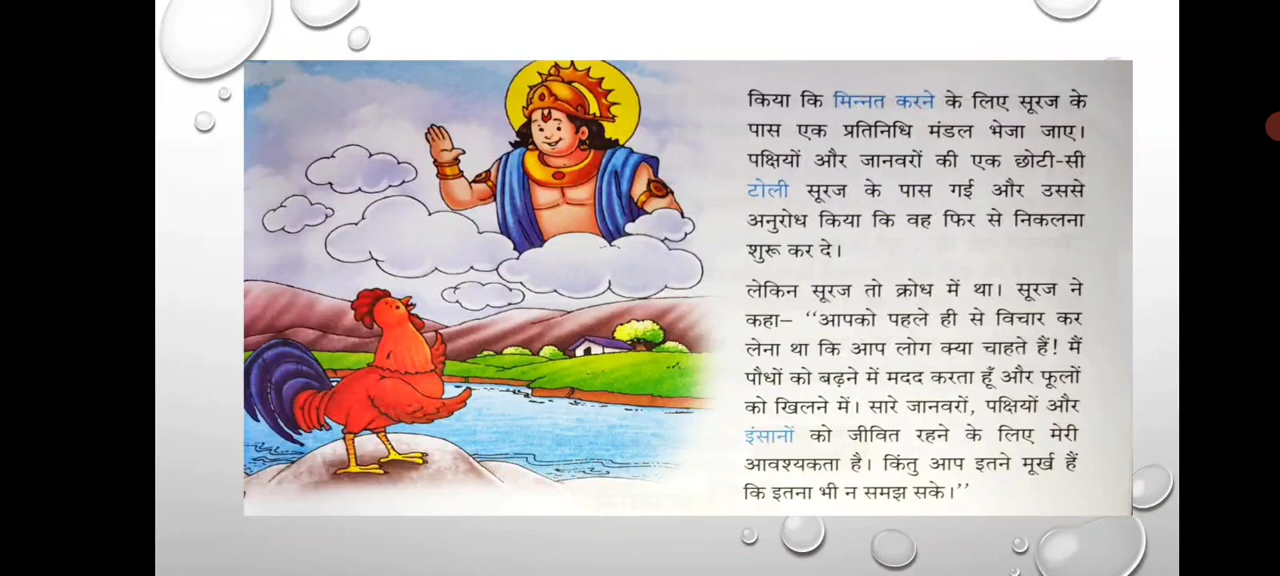 किया कि मिन्नत करने के लिए सूरज के
पास एक प्रतिनिधि मंडल भेजा जाए।
पक्षियों और जानवरों की एक छोटी-सी
टोली सूरज के पास गई और उससे
अनुरोध किया कि वह फिर से निकलना
शुरू कर दे।
लेकिन सूरज तो क्रोध में था। सूरज ने
कहा– ‘‘आपको पहले ही से विचार कर
लेना था कि आप लोग क्या चाहते हैं! मैं
पौधों को बढ़ने में मदद करता हूँ और फूलों
को खिलने में। सारे जानवरों, पक्षियों और
इंसानों को जीवित रहने के लिए मेरी
आवश्यकता है। किंतु आप इतने मूर्ख हैं
कि इतना भी न समझ सके।’’